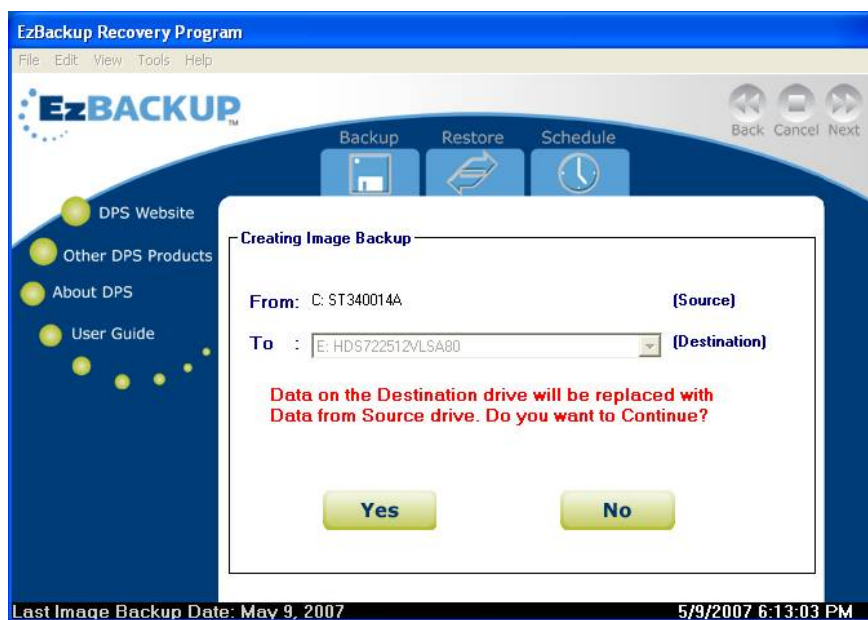 EzBackup Recovery Program
File Edit View Tools Help
EzBACKUP™
Back Cancel Next
Backup Restore Schedule
DPS Website
Other DPS Products
About DPS
User Guide
Creating Image Backup
From: C: ST340014A (Source)
To : E: HDS722512VLSA80 (Destination)
Data on the Destination drive will be replaced with
Data from Source drive. Do you want to Continue?
Yes No
Last Image Backup Date: May 9, 2007 5/9/2007 6:13:03 PM